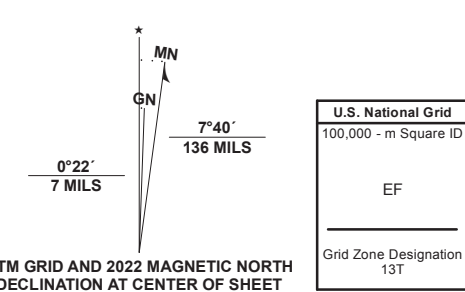 ★
MN
GN
7°40´
136 MILS
0°22´
7 MILS
TM GRID AND 2022 MAGNETIC NORTH
DECLINATION AT CENTER OF SHEET
U.S. National Grid
100,000 - m Square ID
EF
Grid Zone Designation
13T